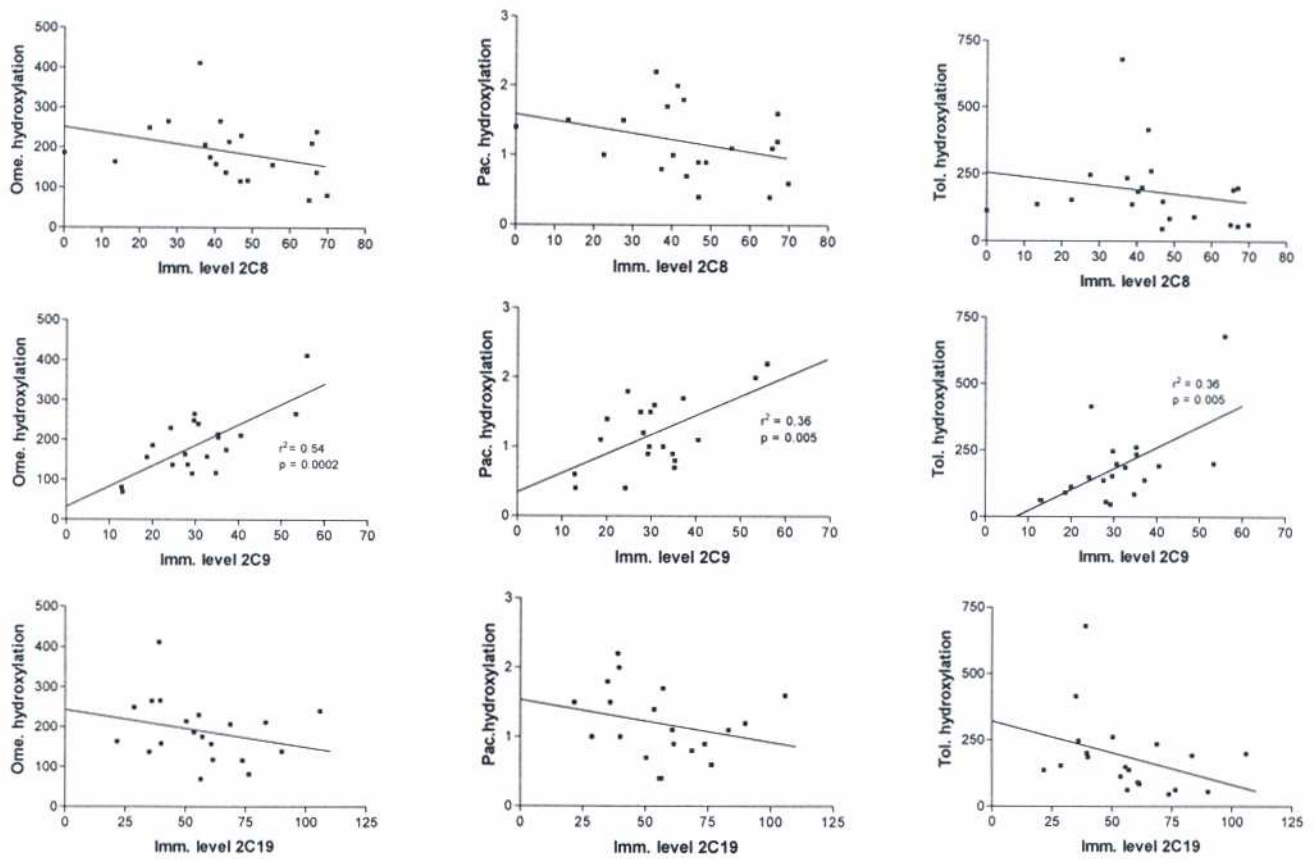 500
400
300
200
100
0
Ome. hydroxylation
0 10 20 30 40 50 60 70 80
Imm. level 2C8
3
2
1
0
Pac. hydroxylation
0 10 20 30 40 50 60 70 80
Imm. level 2C8
750
500
250
0
Tol. hydroxylation
0 10 20 30 40 50 60 70 80
Imm. level 2C8
500
400
300
200
100
0
Ome. hydroxylation
r² = 0.54
p = 0.0002
0 10 20 30 40 50 60 70
Imm. level 2C9
3
2
1
0
Pac. hydroxylation
r² = 0.36
p = 0.005
0 10 20 30 40 50 60 70
Imm. level 2C9
750
500
250
0
Tol. hydroxylation
r² = 0.36
p = 0.005
0 10 20 30 40 50 60 70
Imm. level 2C9
500
400
300
200
100
0
Ome. hydroxylation
0 25 50 75 100 125
Imm. level 2C19
3
2
1
0
Pac.hydroxylation
0 25 50 75 100 125
Imm. level 2C19
750
500
250
0
Tol. hydroxylation
0 25 50 75 100 125
Imm. level 2C19